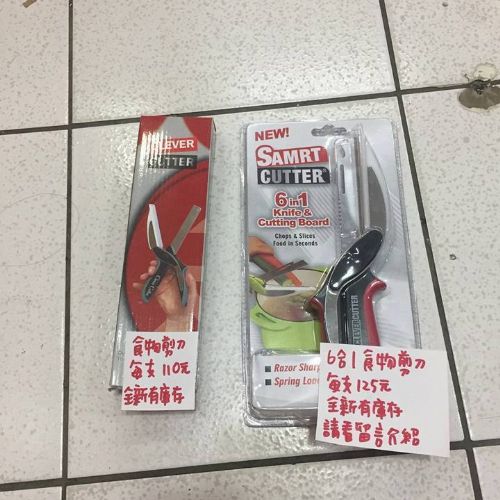 CLEVER
CUTTER
食物剪刀
每支110元
全新有庫存
NEW!
SAMRT
CUTTER
6 in 1
Knife &
Cutting Board
Chops & Slices
Food in Seconds
CLEVERCUTTER
Razor Sharp
Spring Loa
6合1食物剪刀
每支125元
全新有庫存
請看留言介紹